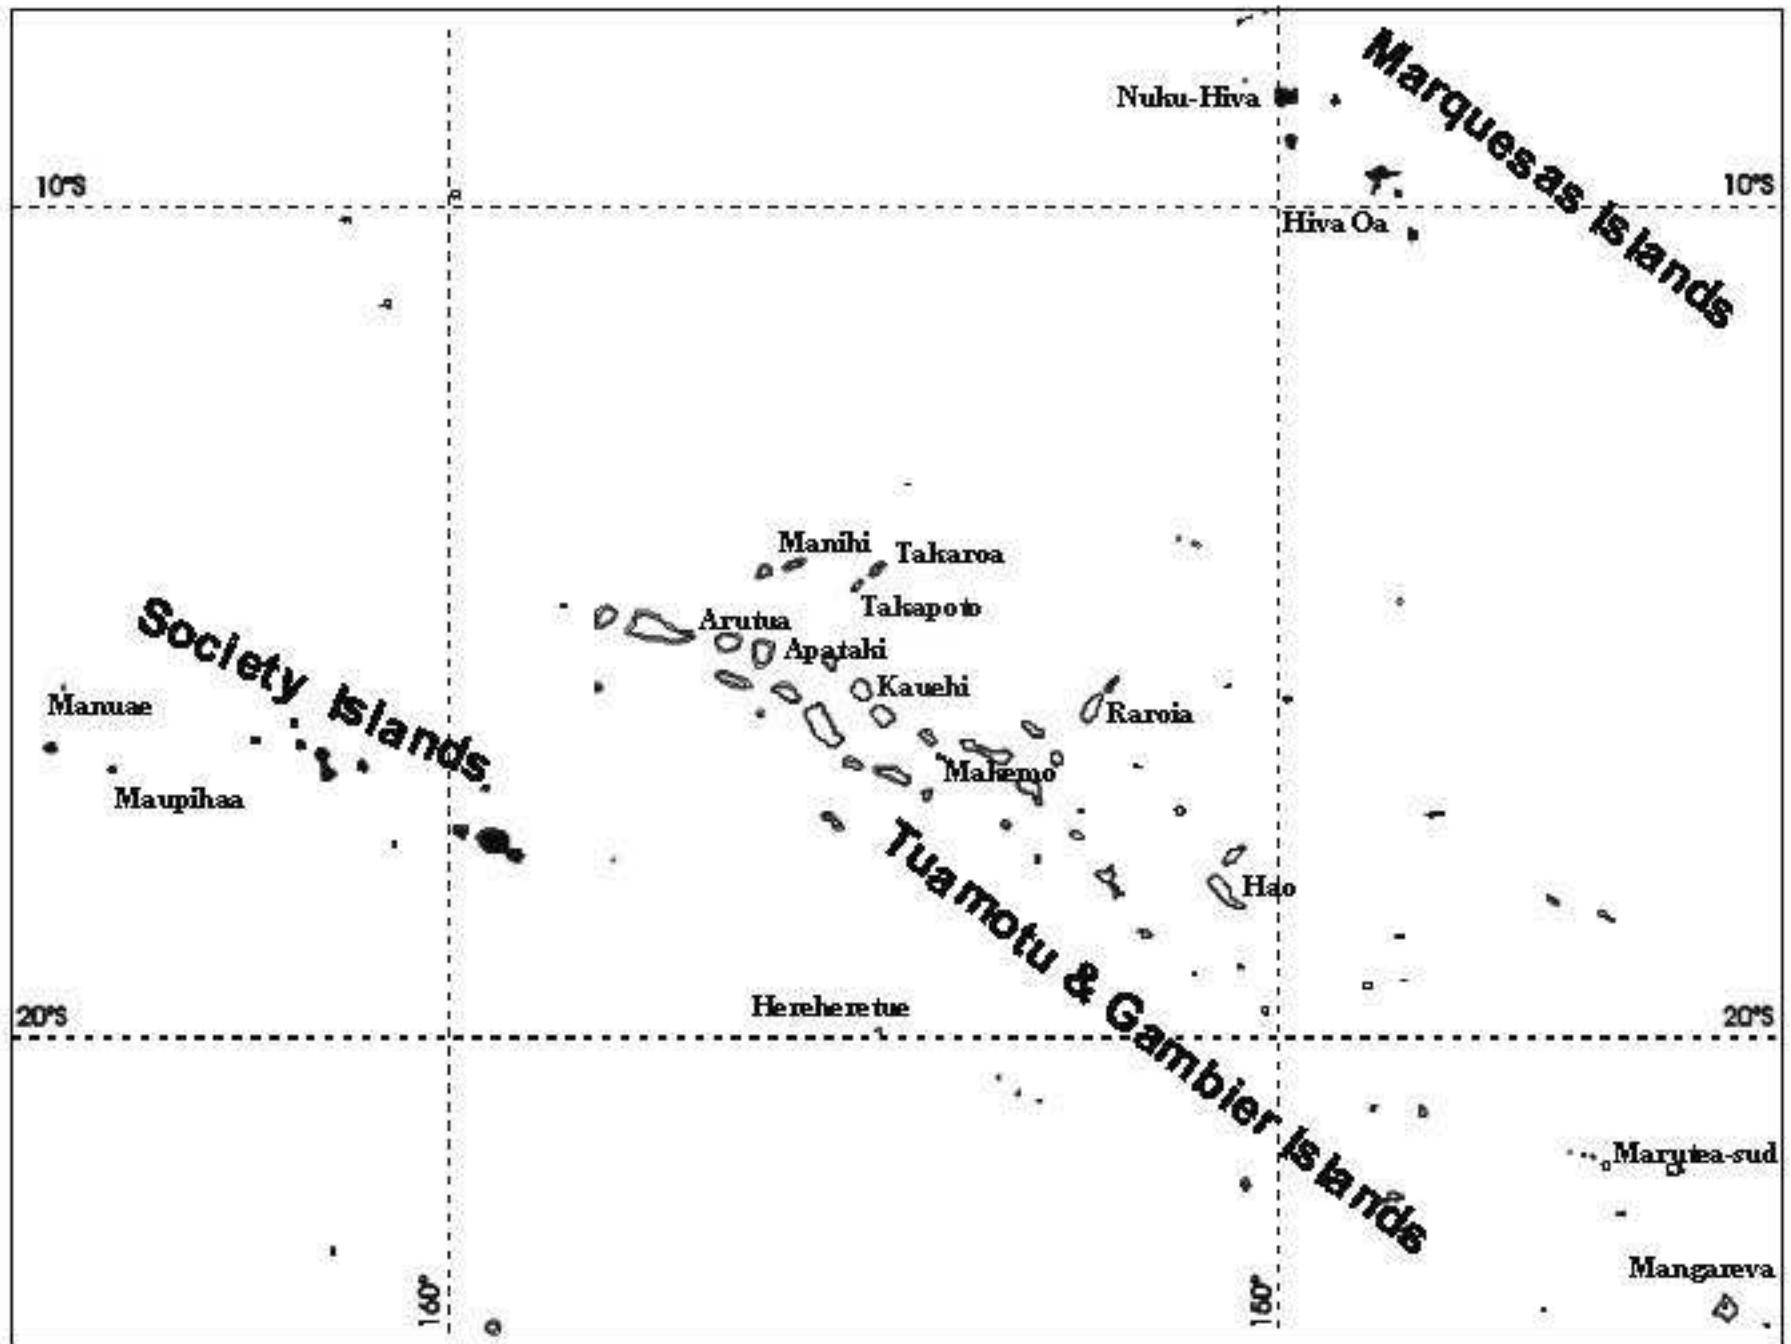 Marquesas Islands
Nuku-Hiva
10°S
10°S
Hiva Oa
Manihi
Takaroa
Takapoto
Society Islands
Arutua
Apataki
Kauehi
Manuae
Raroia
Makemo
Maupihaa
Tuamotu & Gambier Islands
Hao
Hereheretue
20°S
20°S
Marutea-sud
Mangareva
160°
150°